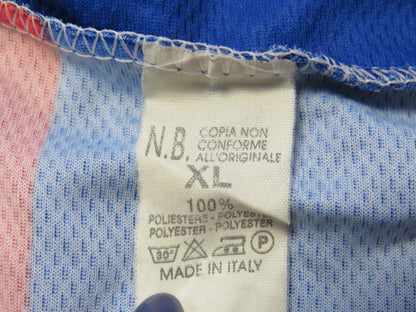 N.B. COPIA NON
CONFORME
ALL'ORIGINALE
XL
100%
POLIESTERE - POLYESTER
POLYESTER - POLYESTER
30° P
MADE IN ITALY